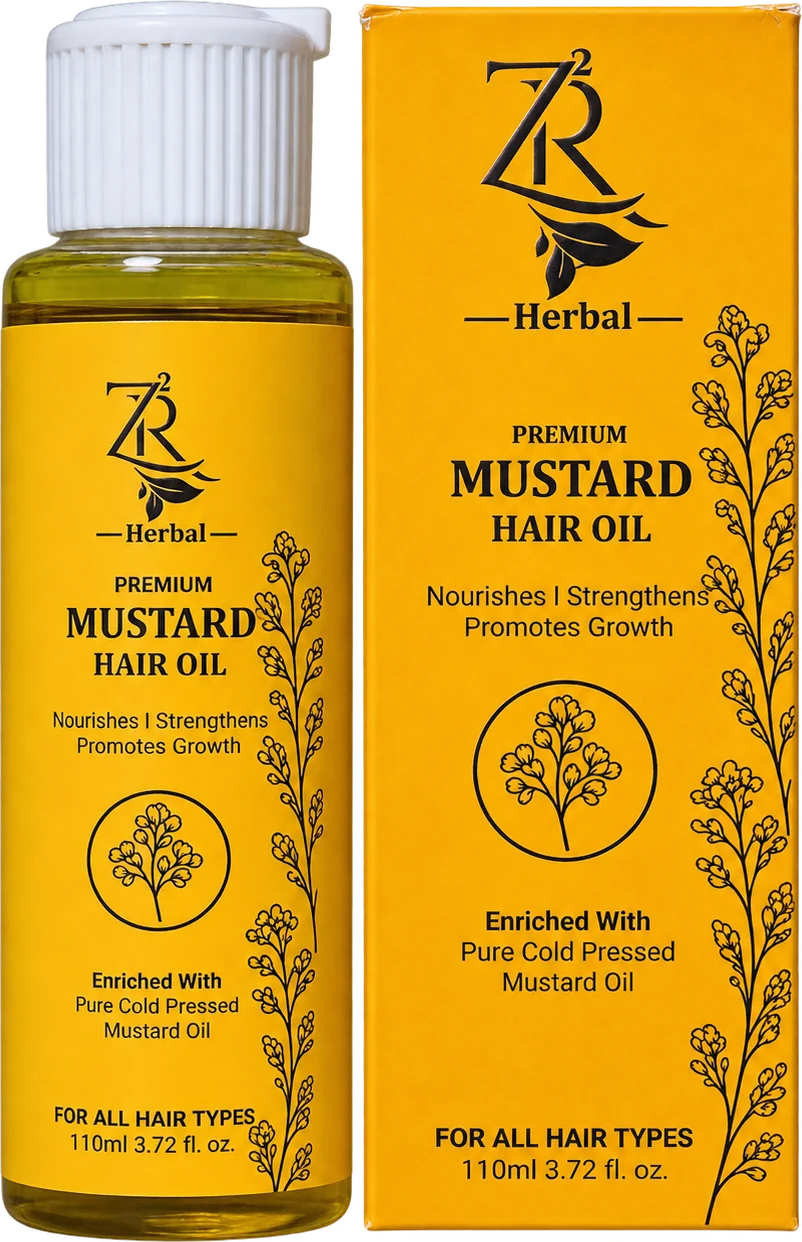 ZR²
Herbal
PREMIUM
MUSTARD
HAIR OIL
Nourishes I Strengthens
Promotes Growth
Enriched With
Pure Cold Pressed
Mustard Oil
FOR ALL HAIR TYPES
110ml 3.72 fl. oz.
ZR²
Herbal
PREMIUM
MUSTARD
HAIR OIL
Nourishes I Strengthens
Promotes Growth
Enriched With
Pure Cold Pressed
Mustard Oil
FOR ALL HAIR TYPES
110ml 3.72 fl. oz.